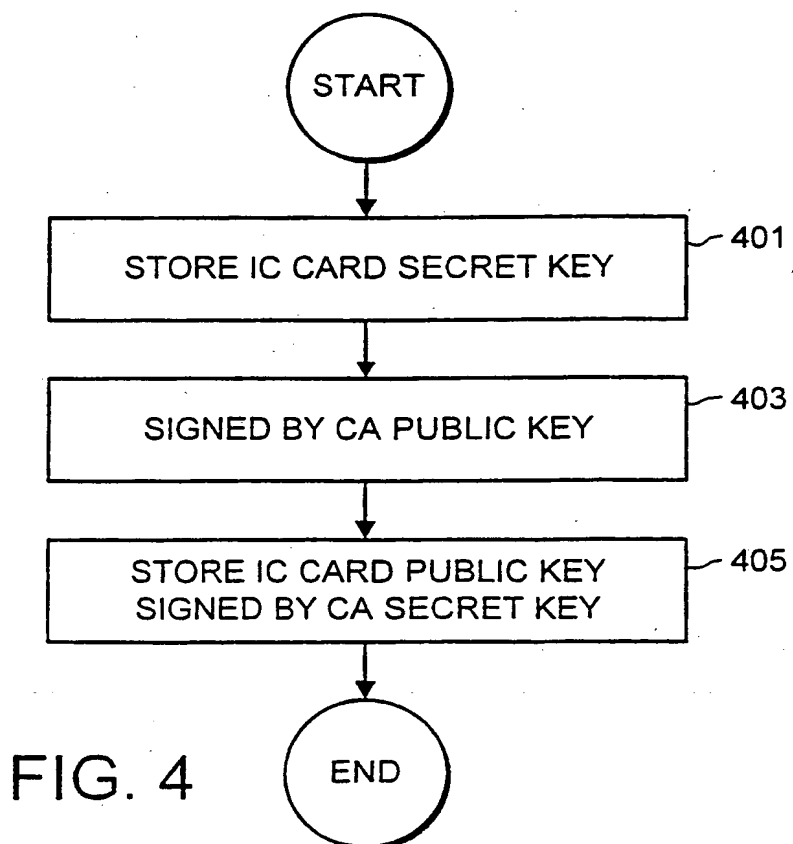 START
STORE IC CARD SECRET KEY
401
SIGNED BY CA PUBLIC KEY
403
STORE IC CARD PUBLIC KEY
SIGNED BY CA SECRET KEY
405
END
FIG. 4